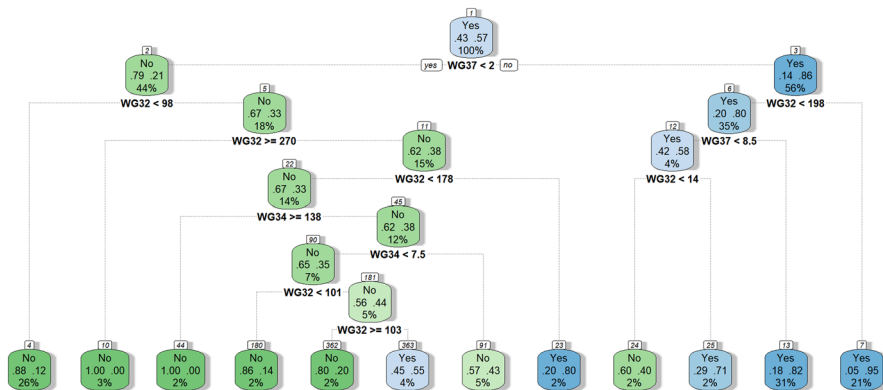 1
Yes
.43 .57
100%
yes WG37 < 2 no
2
No
.79 .21
44%
WG32 < 98
3
Yes
.14 .86
56%
WG32 < 198
5
No
.67 .33
18%
WG32 >= 270
6
Yes
.20 .80
35%
WG37 < 8.5
11
No
.62 .38
15%
WG32 < 178
12
Yes
.42 .58
4%
WG32 < 14
22
No
.67 .33
14%
WG34 >= 138
45
No
.62 .38
12%
WG34 < 7.5
90
No
.65 .35
7%
WG32 < 101
181
No
.56 .44
5%
WG32 >= 103
4
No
.88 .12
26%
10
No
1.00 .00
3%
44
No
1.00 .00
2%
180
No
.86 .14
2%
362
No
.80 .20
2%
363
Yes
.45 .55
4%
91
No
.57 .43
5%
23
Yes
.20 .80
2%
24
No
.60 .40
2%
25
Yes
.29 .71
2%
13
Yes
.18 .82
31%
7
Yes
.05 .95
21%